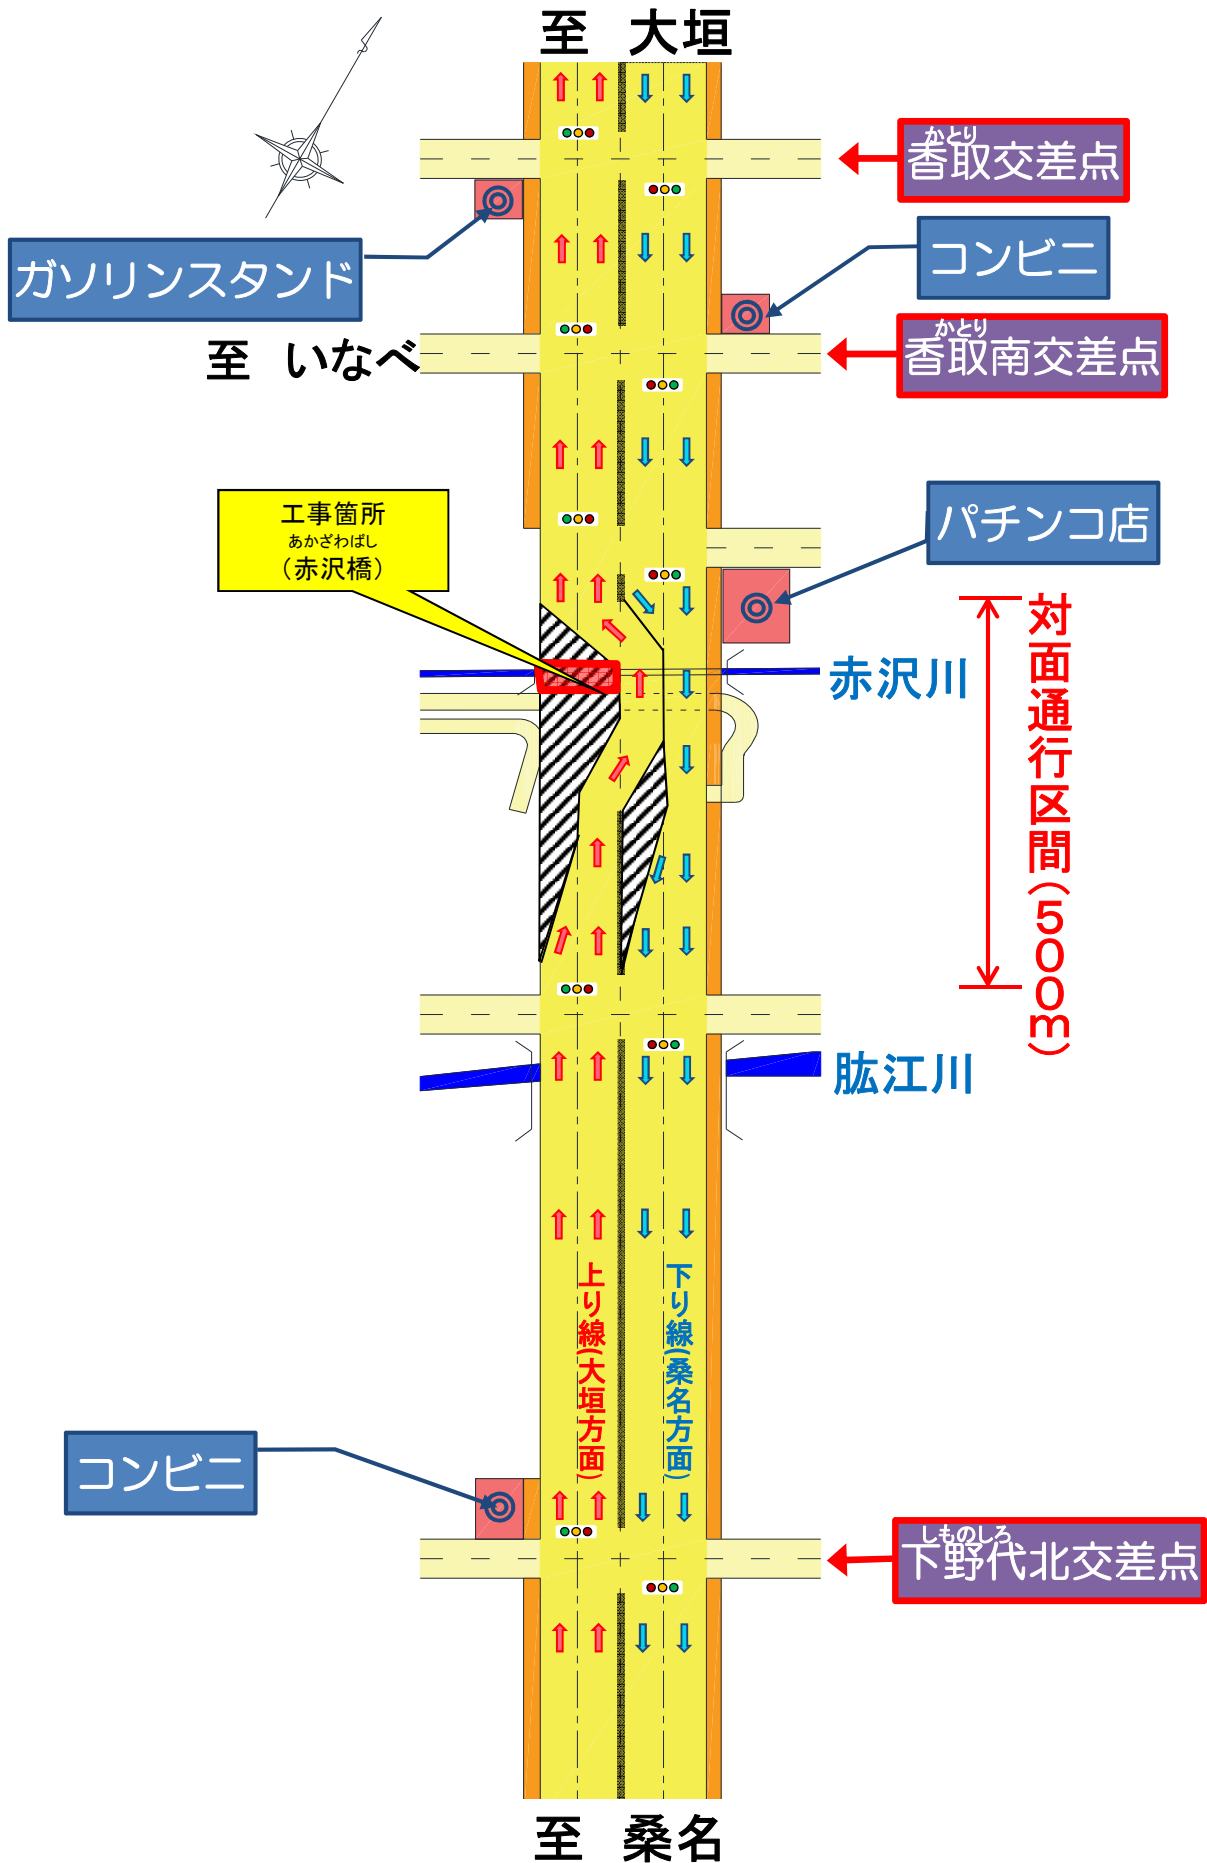 至 大垣
かとり
香取交差点
コンビニ
ガソリンスタンド
かとり
香取南交差点
至 いなべ
パチンコ店
工事箇所
あかざわばし
（赤沢橋）
対面通行区間（５００ｍ）
赤沢川
肱江川
上り線（大垣方面）
下り線（桑名方面）
コンビニ
しものしろ
下野代北交差点
至 桑名